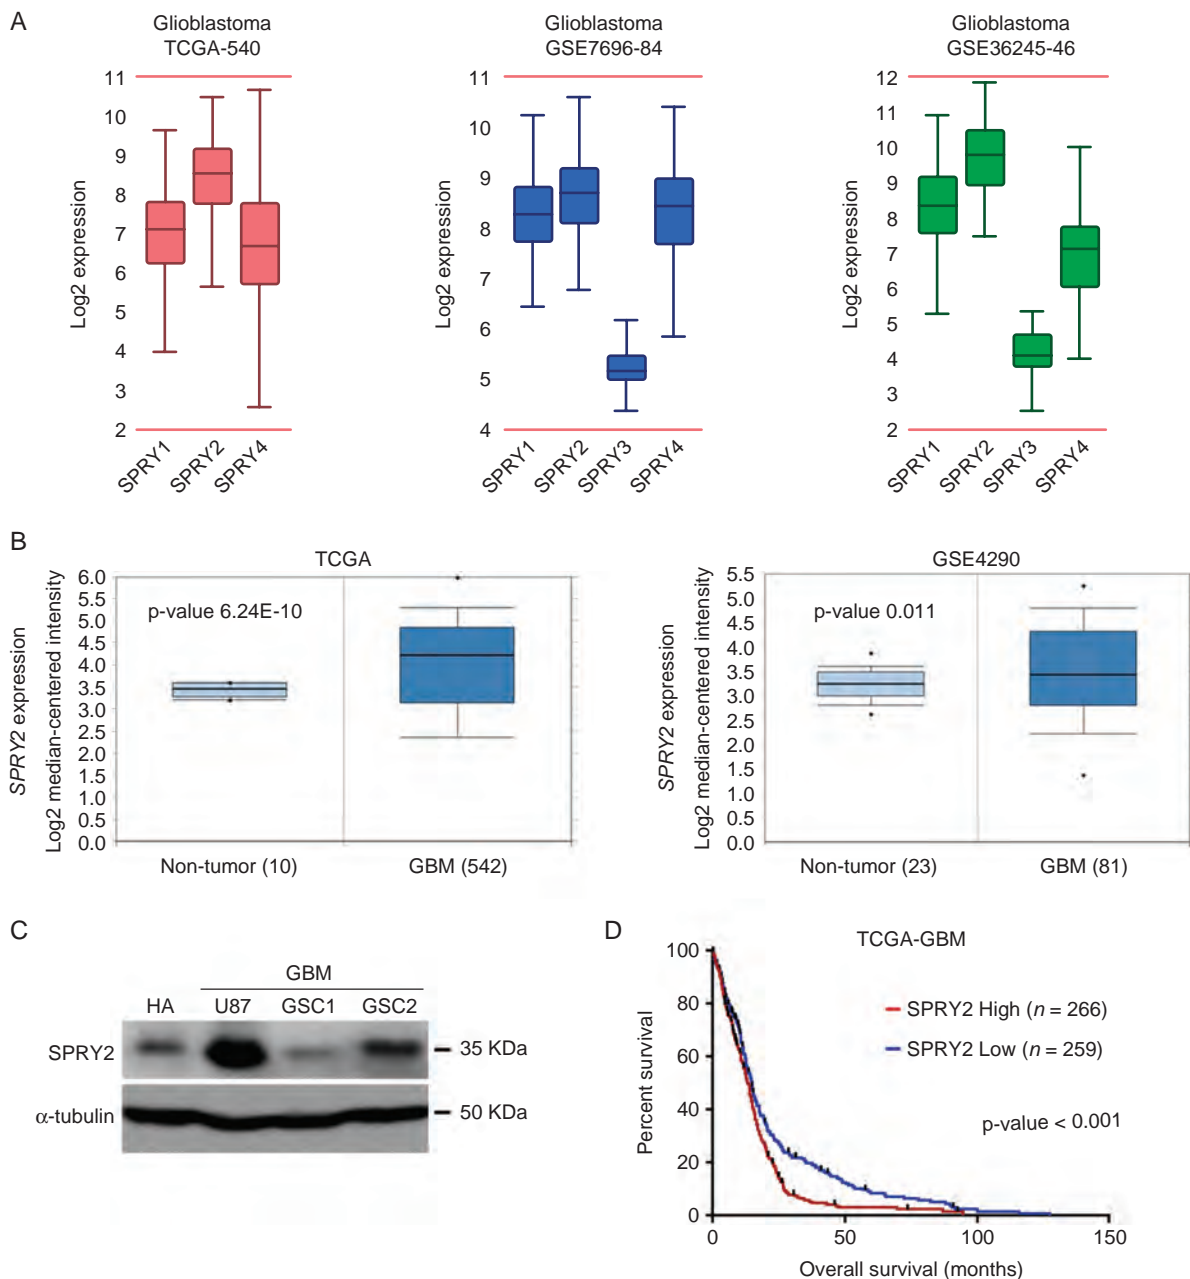 A
Glioblastoma
TCGA-540
Glioblastoma
GSE7696-84
Glioblastoma
GSE36245-46
Log2 expression
11
10
9
8
7
6
5
4
3
2
SPRY1
SPRY2
SPRY4
Log2 expression
11
10
9
8
7
6
5
4
SPRY1
SPRY2
SPRY3
SPRY4
Log2 expression
12
11
10
9
8
7
6
5
4
3
2
SPRY1
SPRY2
SPRY3
SPRY4
B
TCGA
SPRY2 expression
Log2 median-centered intensity
6.0
5.5
5.0
4.5
4.0
3.5
3.0
2.5
2.0
1.5
1.0
0.5
0.0
p-value 6.24E-10
Non-tumor (10)
GBM (542)
GSE4290
SPRY2 expression
Log2 median-centered intensity
5.5
5.0
4.5
4.0
3.5
3.0
2.5
2.0
1.5
1.0
0.5
0.0
p-value 0.011
Non-tumor (23)
GBM (81)
C
GBM
HA
U87
GSC1
GSC2
SPRY2
35 KDa
α-tubulin
50 KDa
D
TCGA-GBM
Percent survival
100
80
60
40
20
0
SPRY2 High (n = 266)
SPRY2 Low (n = 259)
p-value < 0.001
0
50
100
150
Overall survival (months)